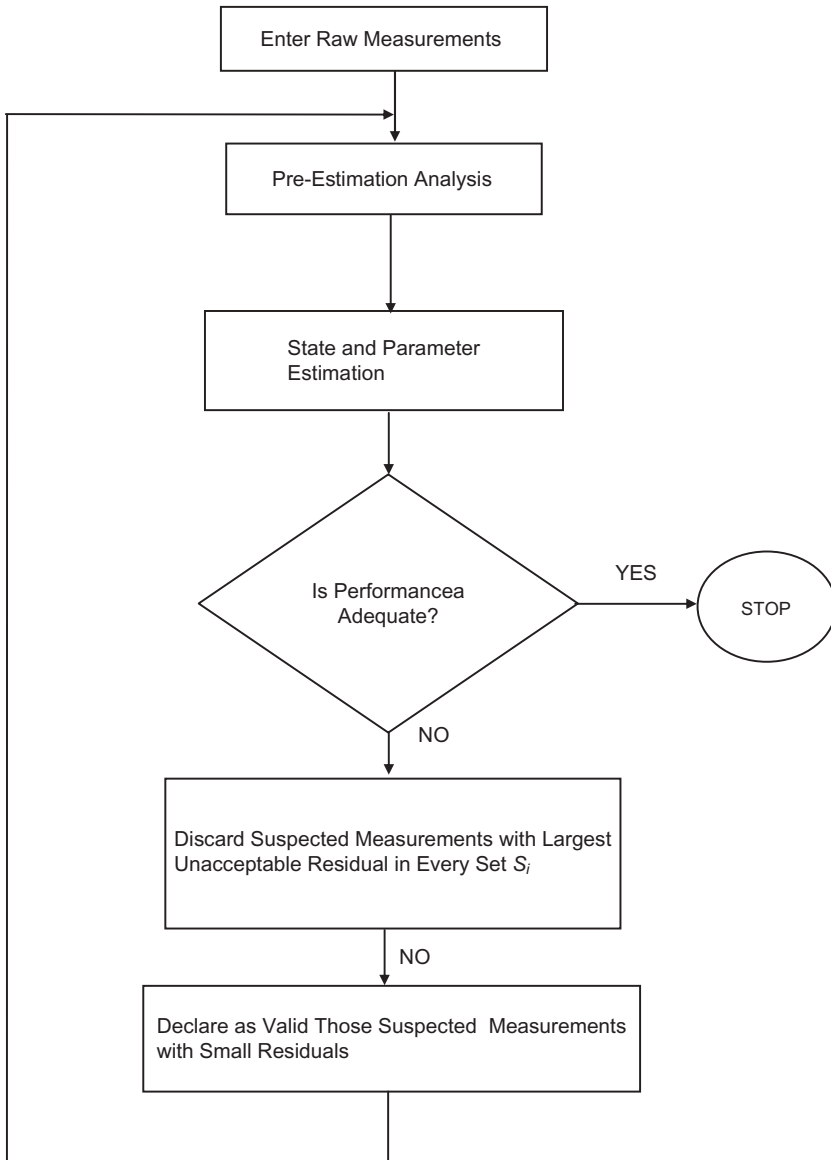 Enter Raw Measurements
Pre-Estimation Analysis
State and Parameter
Estimation
Is Performancea
Adequate?
YES
STOP
NO
Discard Suspected Measurements with Largest
Unacceptable Residual in Every Set Si
NO
Declare as Valid Those Suspected Measurements
with Small Residuals